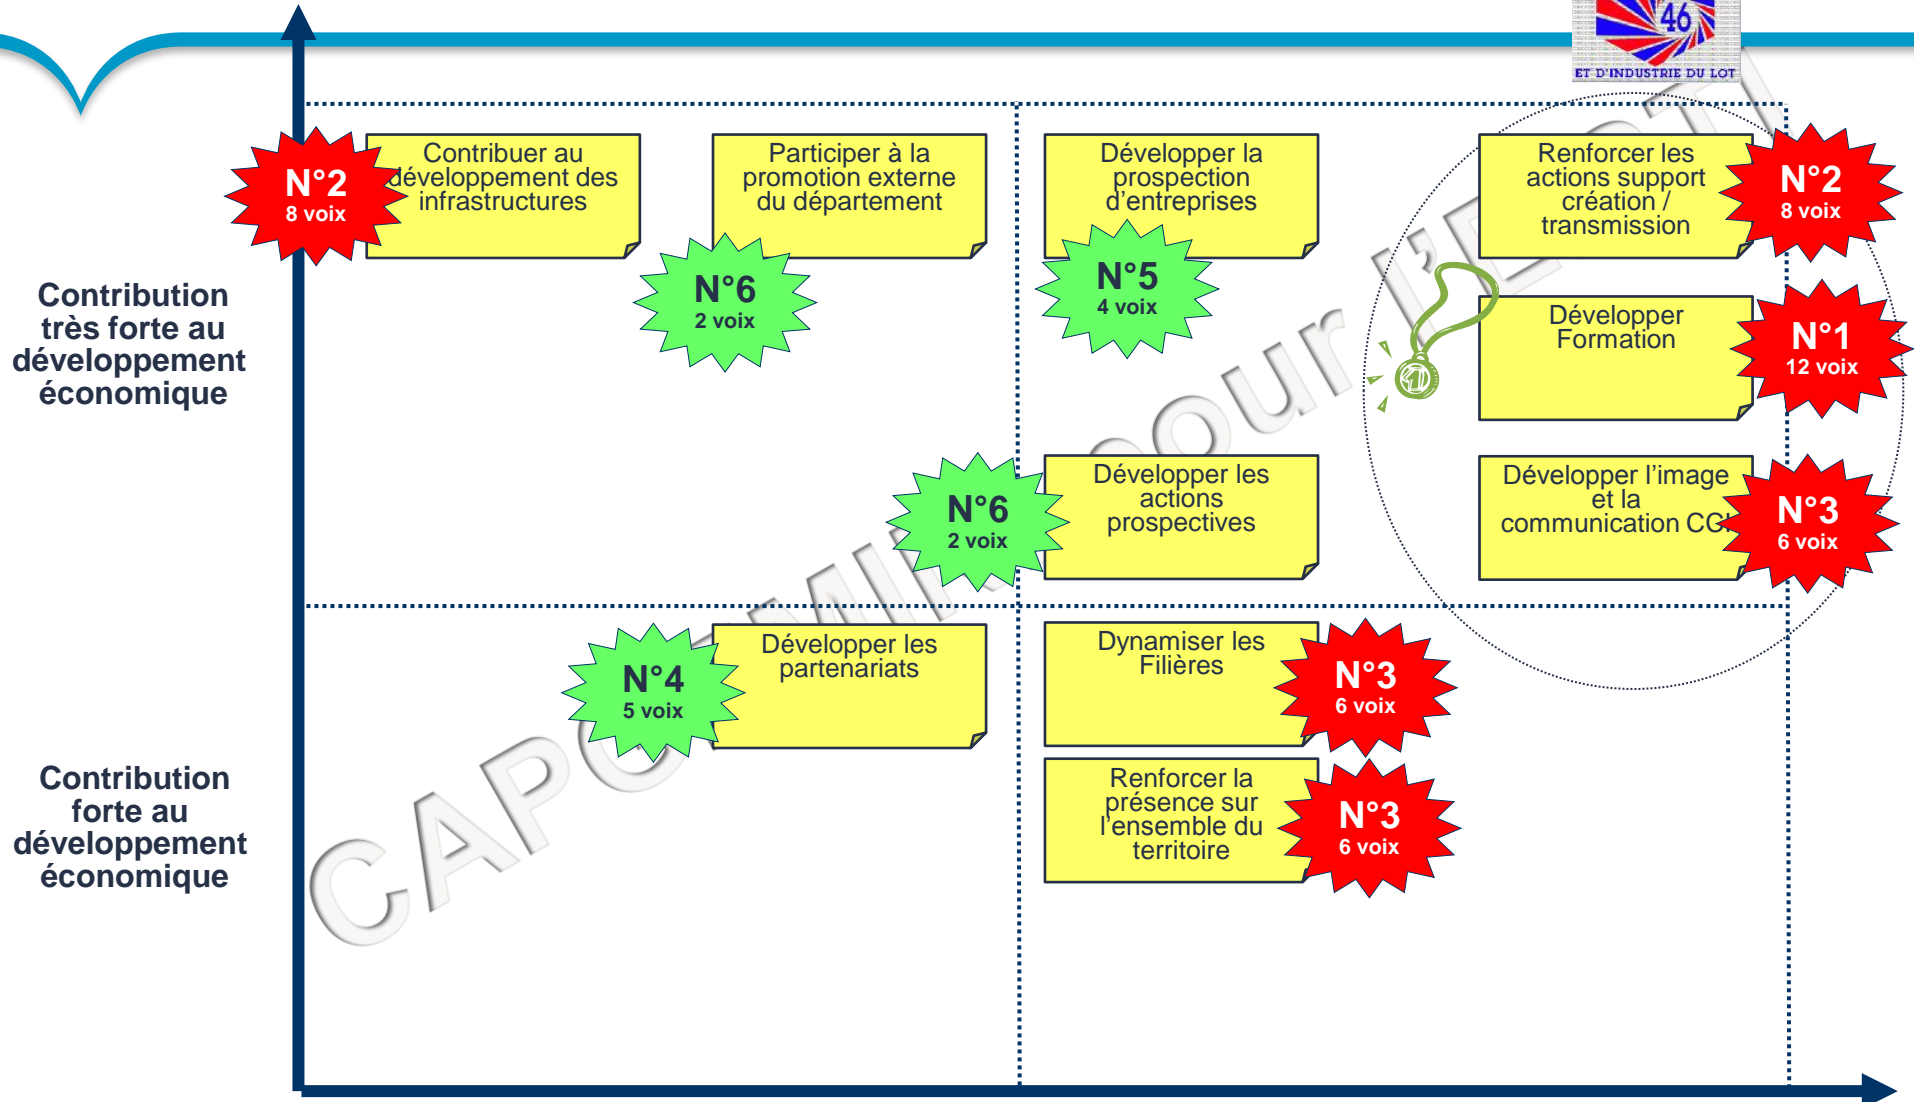 46
ET D'INDUSTRIE DU LOT
N°2
8 voix
Contribuer au
développement des
infrastructures
Participer à la
promotion externe
du département
N°6
2 voix
Développer la
prospection
d'entreprises
N°5
4 voix
Renforcer les
actions support
création /
transmission
N°2
8 voix
Contribution
très forte au
développement
économique
Développer
Formation
N°1
12 voix
1
N°6
2 voix
Développer les
actions
prospectives
Développer l'image
et la
communication CCI
N°3
6 voix
N°4
5 voix
Développer les
partenariats
Dynamiser les
Filières
N°3
6 voix
Contribution
forte au
développement
économique
Renforcer la
présence sur
l'ensemble du
territoire
N°3
6 voix
pour